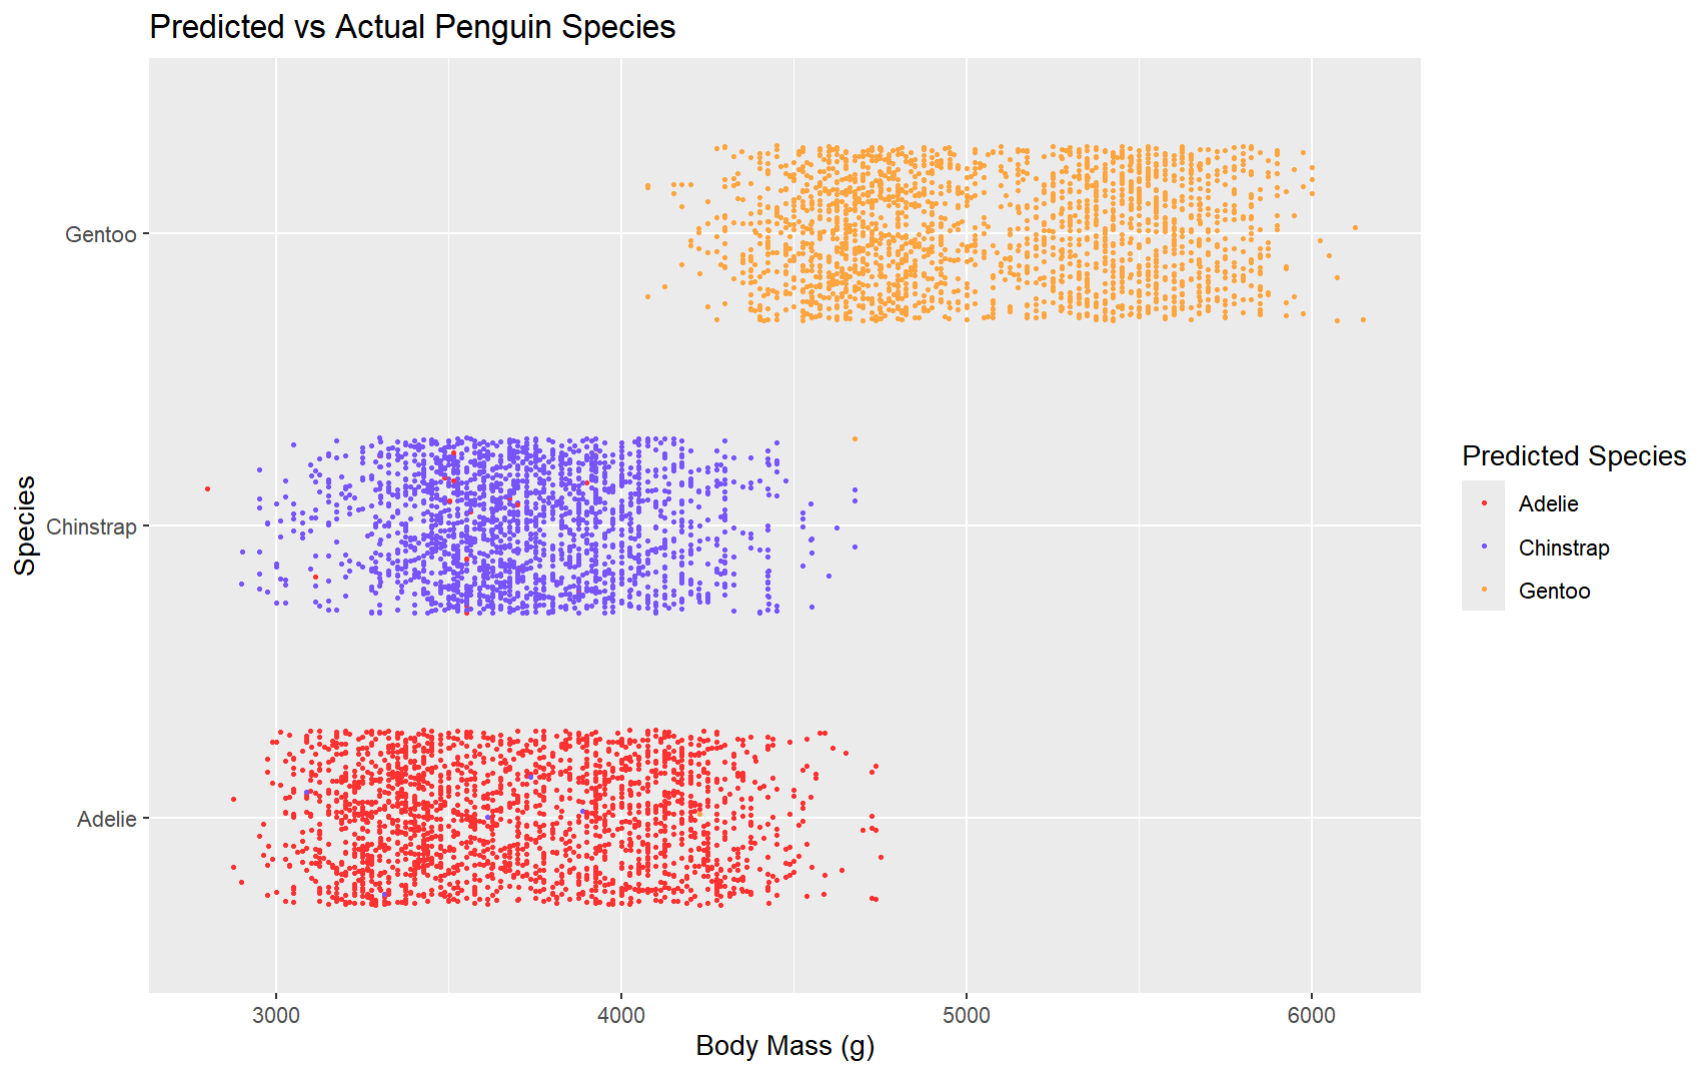 Predicted vs Actual Penguin Species
Species
Gentoo
Chinstrap
Adelie
3000
4000
5000
6000
Body Mass (g)
Predicted Species
Adelie
Chinstrap
Gentoo